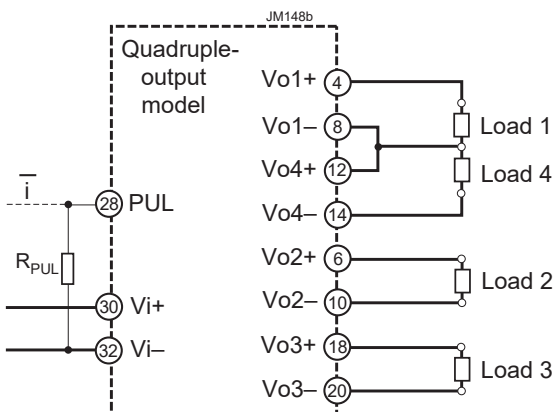 JM148b
Quadruple-
output
model
Vo1+ 4
Vo1– 8
Load 1
Vo4+ 12
Load 4
Vo4– 14
i
28 PUL
RPUL
Vo2+ 6
Load 2
Vo2– 10
30 Vi+
32 Vi–
Vo3+ 18
Load 3
Vo3– 20